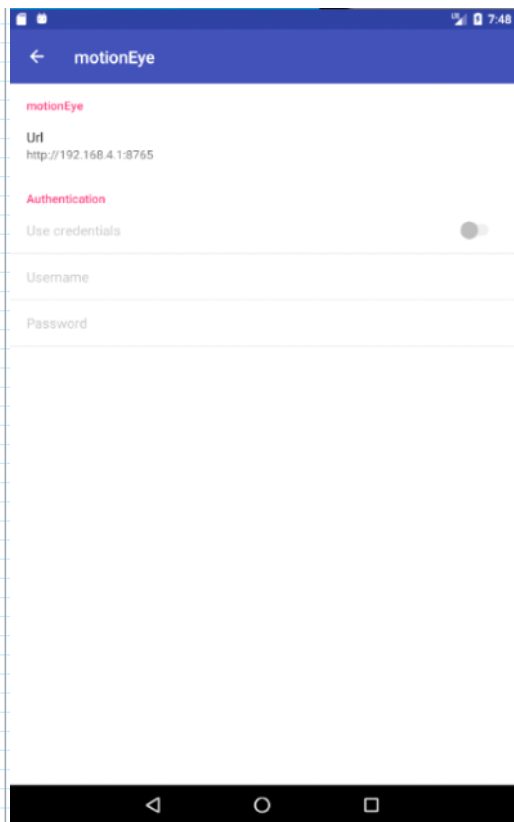 7:48
motionEye
motionEye
Url
http://192.168.4.1:8765
Authentication
Use credentials
Username
Password